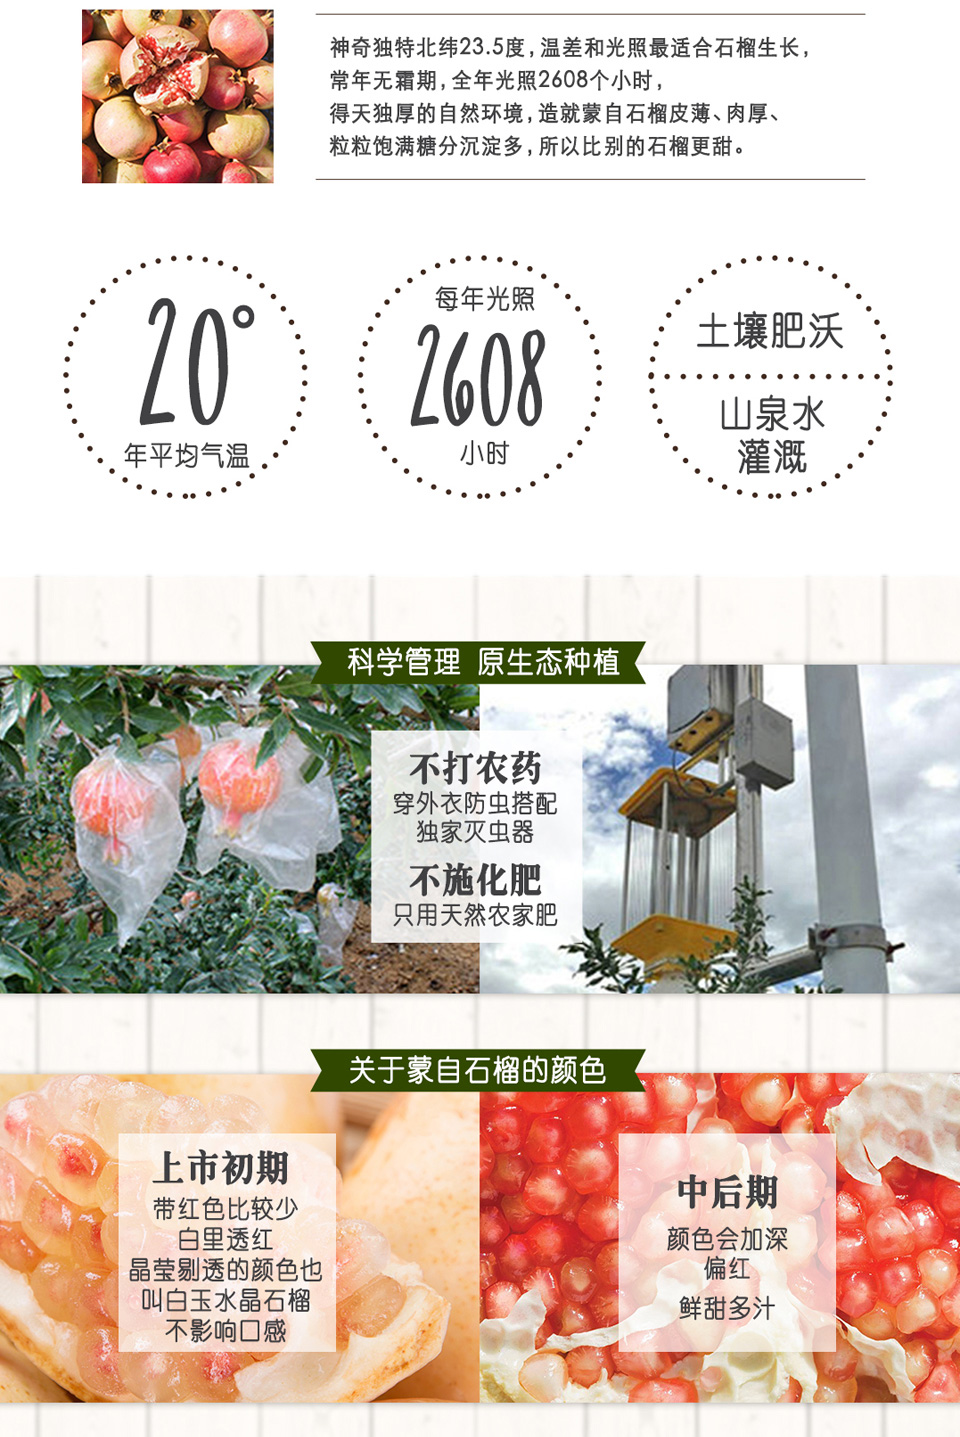 神奇独特北纬23.5度,温差和光照最适合石榴生长,
常年无霜期,全年光照2608个小时,
得天独厚的自然环境,造就蒙自石榴皮薄、肉厚、
粒粒饱满糖分沉淀多,所以比别的石榴更甜。
20°
年平均气温
每年光照
2608
小时
土壤肥沃
山泉水
灌溉
科学管理 原生态种植
不打农药
穿外衣防虫搭配
独家灭虫器
不施化肥
只用天然农家肥
关于蒙自石榴的颜色
上市初期
带红色比较少
白里透红
晶莹剔透的颜色也
叫白玉水晶石榴
不影响口感
中后期
颜色会加深
偏红
鲜甜多汁